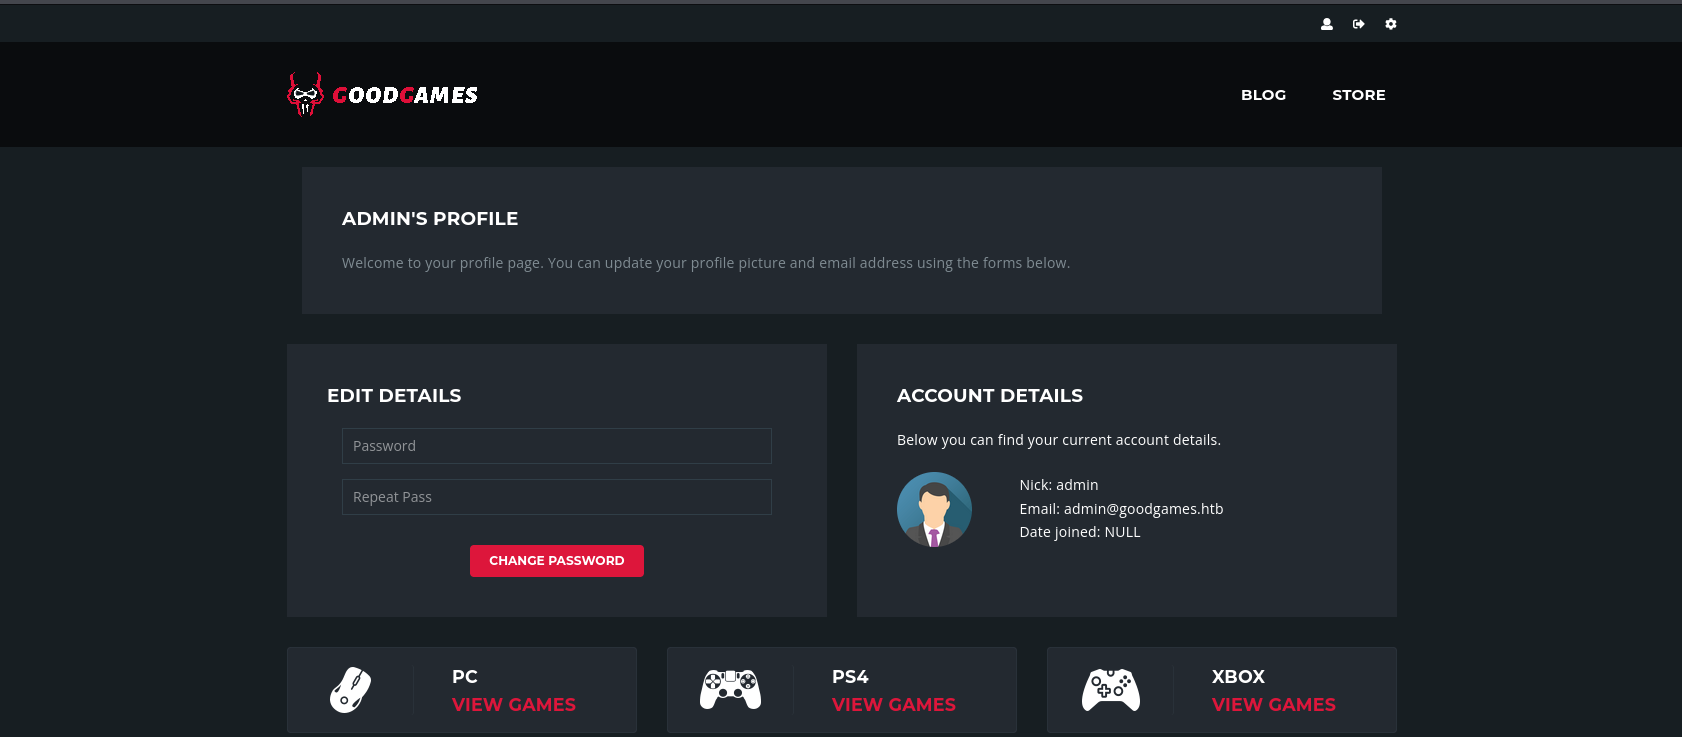 GOODGAMES
BLOG STORE
ADMIN'S PROFILE
Welcome to your profile page. You can update your profile picture and email address using the forms below.
EDIT DETAILS
Password
Repeat Pass
CHANGE PASSWORD
ACCOUNT DETAILS
Below you can find your current account details.
Nick: admin
Email: admin@goodgames.htb
Date joined: NULL
PC
VIEW GAMES
PS4
VIEW GAMES
XBOX
VIEW GAMES